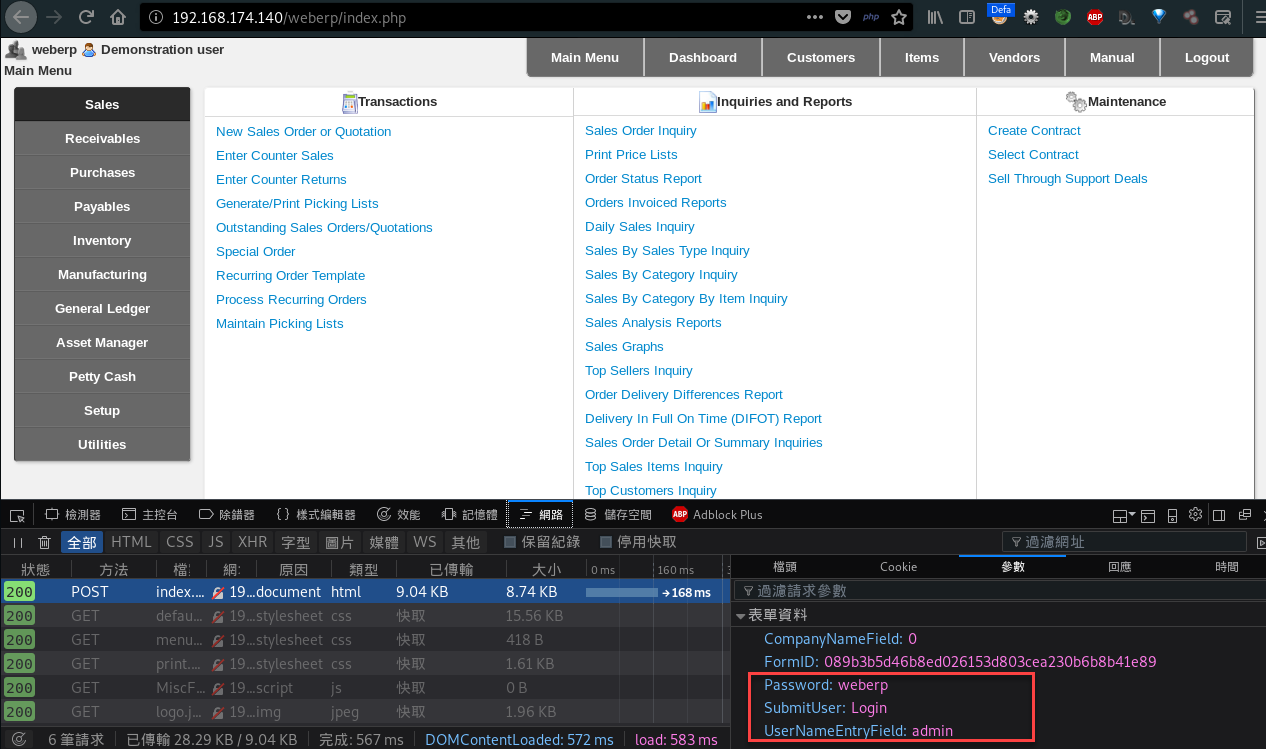 192.168.174.140/weberp/index.php
php
Defa
ABP
weberp Demonstration user
Main Menu
Main Menu Dashboard Customers Items Vendors Manual Logout
Sales
Receivables
Purchases
Payables
Inventory
Manufacturing
General Ledger
Asset Manager
Petty Cash
Setup
Utilities
Transactions
New Sales Order or Quotation
Enter Counter Sales
Enter Counter Returns
Generate/Print Picking Lists
Outstanding Sales Orders/Quotations
Special Order
Recurring Order Template
Process Recurring Orders
Maintain Picking Lists
Inquiries and Reports
Sales Order Inquiry
Print Price Lists
Order Status Report
Orders Invoiced Reports
Daily Sales Inquiry
Sales By Sales Type Inquiry
Sales By Category Inquiry
Sales By Category By Item Inquiry
Sales Analysis Reports
Sales Graphs
Top Sellers Inquiry
Order Delivery Differences Report
Delivery In Full On Time (DIFOT) Report
Sales Order Detail Or Summary Inquiries
Top Sales Items Inquiry
Top Customers Inquiry
Maintenance
Create Contract
Select Contract
Sell Through Support Deals
檢測器 主控台 除錯器 樣式編輯器 效能 記憶體 網路 儲存空間 ABP Adblock Plus
全部 HTML CSS JS XHR 字型 圖片 媒體 WS 其他 保留紀錄 停用快取 過濾網址
狀態 方法 檔 網 原因 類型 已傳輸 大小 0 ms 160 ms
200 POST index.… 19… document html 9.04 KB 8.74 KB → 168 ms
200 GET defau… 19… stylesheet css 快取 15.56 KB
200 GET menu… 19… stylesheet css 快取 418 B
200 GET print.… 19… stylesheet css 快取 1.61 KB
200 GET MiscF… 19… script js 快取 0 B
200 GET logo.j… 19… img jpeg 快取 1.96 KB
6 筆請求 已傳輸 28.29 KB / 9.04 KB 完成: 567 ms DOMContentLoaded: 572 ms load: 583 ms
檔頭 Cookie 參數 回應 時間
過濾請求參數
表單資料
CompanyNameField: 0
FormID: 089b3b5d46b8ed026153d803cea230b6b8b41e89
Password: weberp
SubmitUser: Login
UserNameEntryField: admin